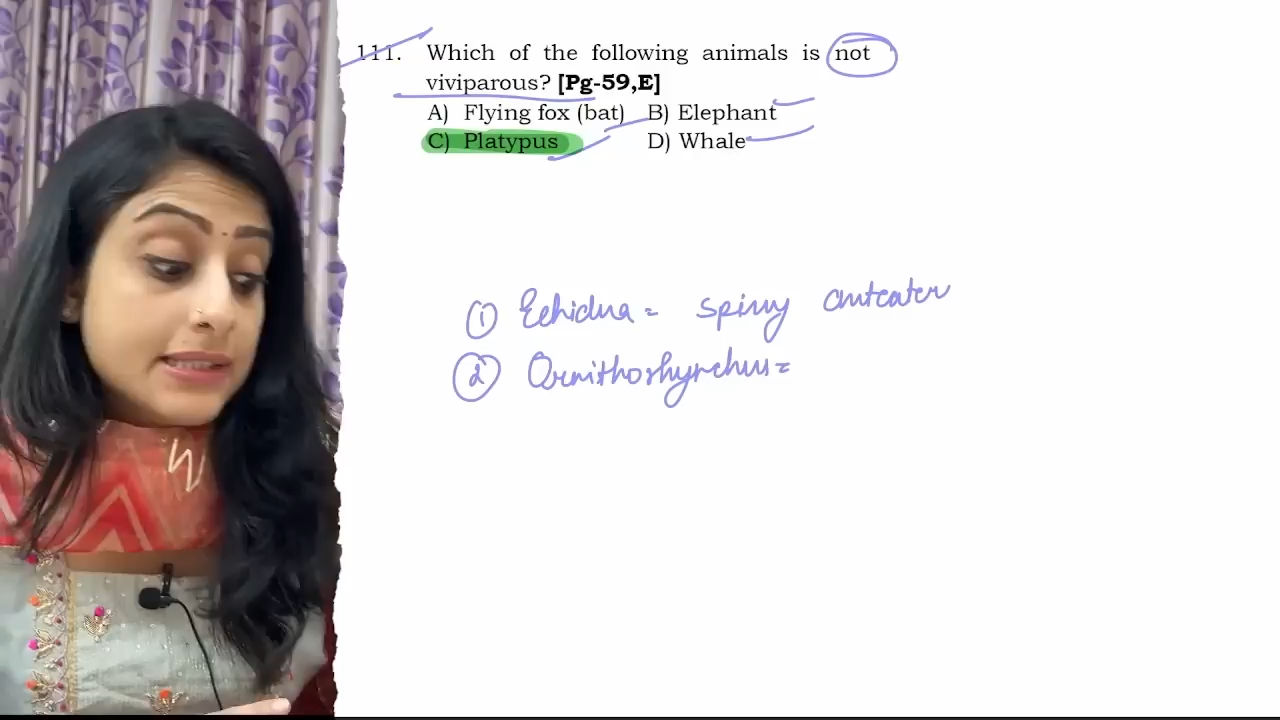 111. Which of the following animals is not
viviparous? [Pg-59,E]
A) Flying fox (bat) B) Elephant
C) Platypus D) Whale
① Echidna = spiny anteater
② Ornithorhynchus =